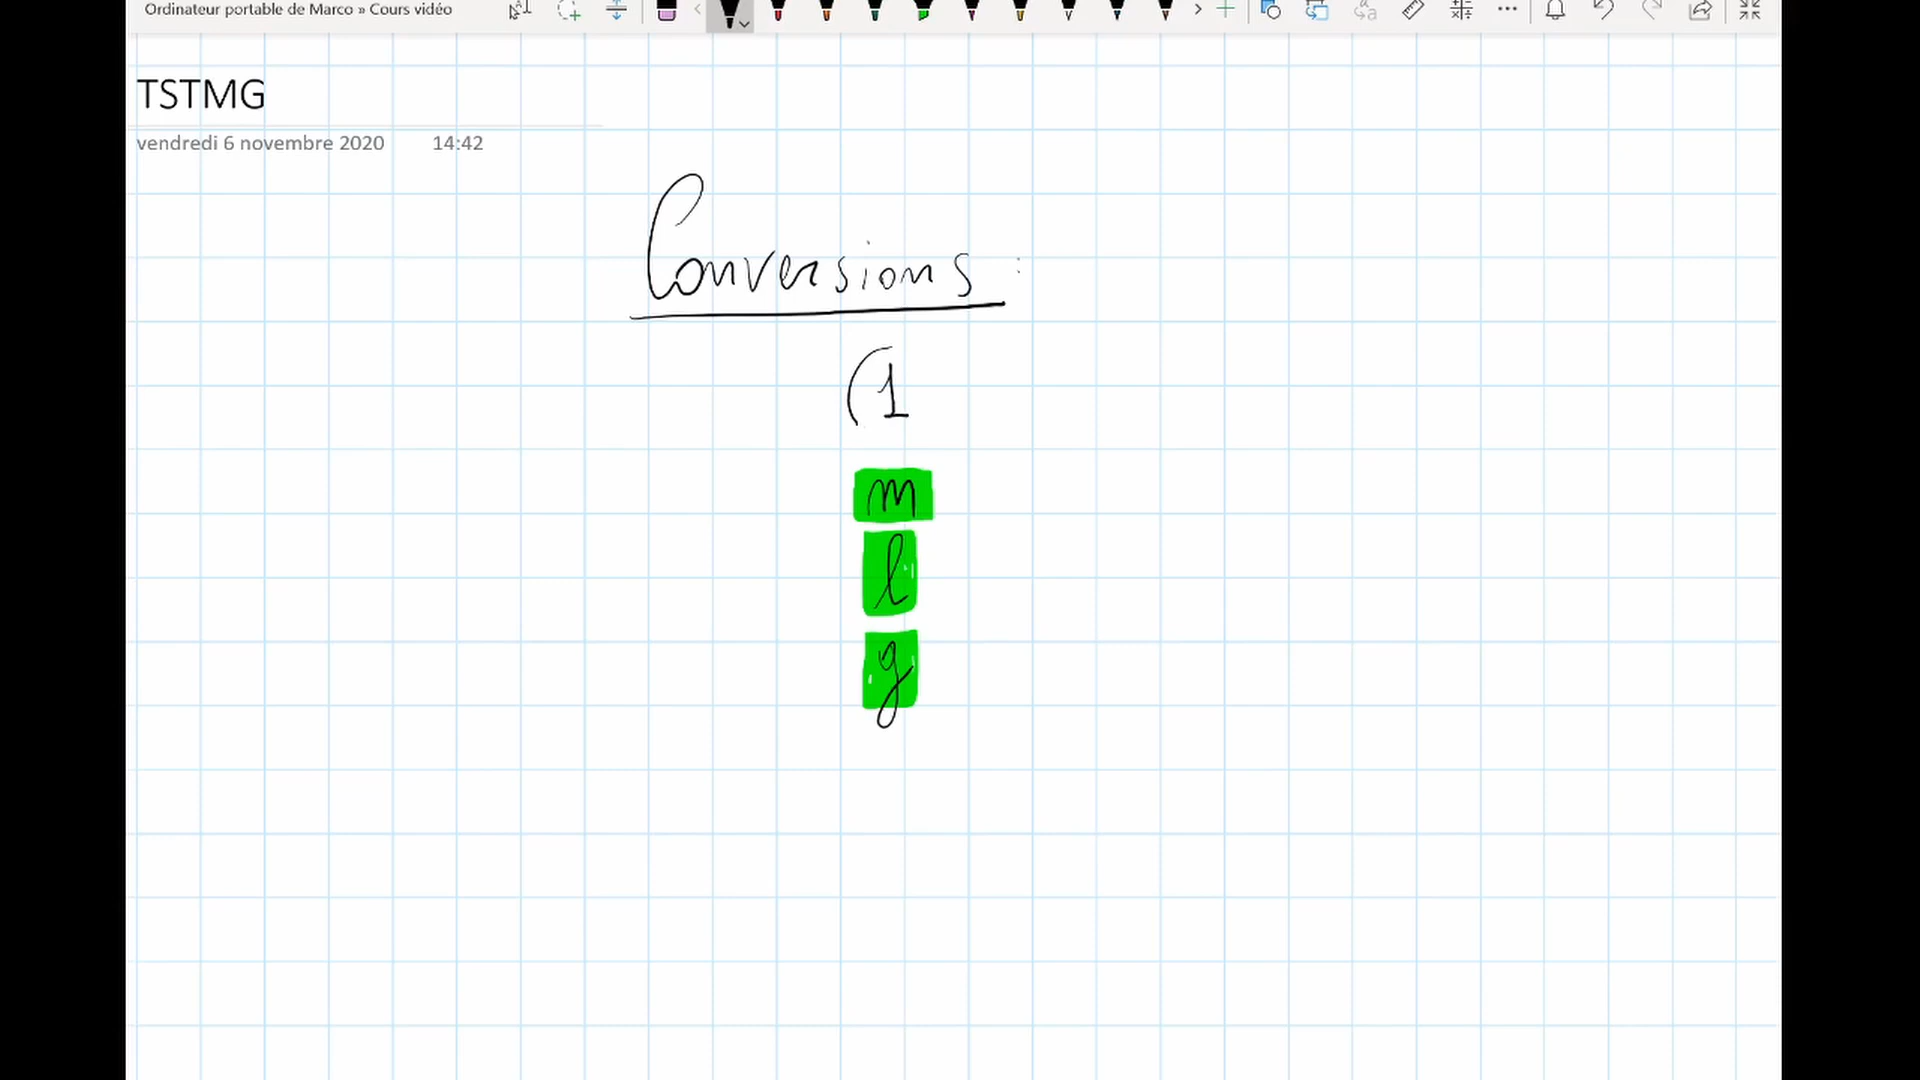 Ordinateur portable de Marco » Cours vidéo
TSTMG
vendredi 6 novembre 2020 14:42
Conversions :
(1
m
l
g